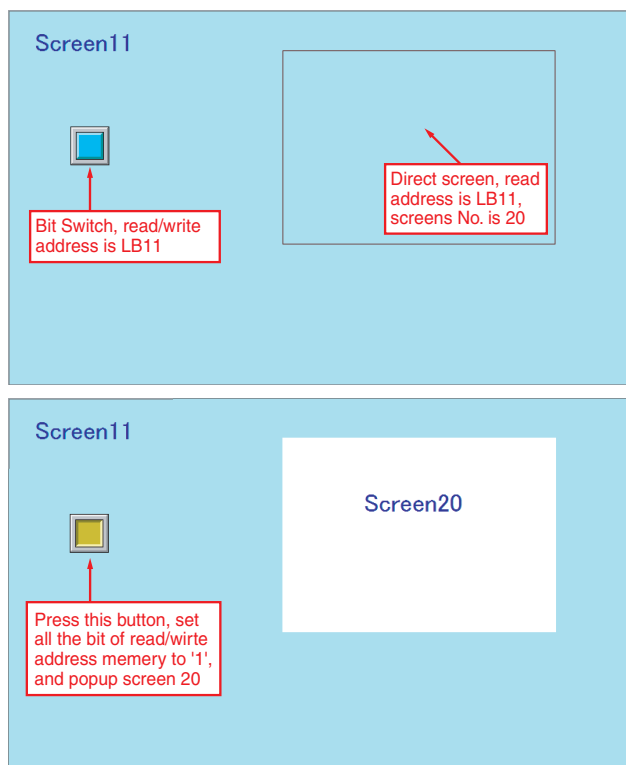 Screen11
Bit Switch, read/write
address is LB11
Direct screen, read
address is LB11,
screens No. is 20
Screen11
Screen20
Press this button, set
all the bit of read/wirte
address memery to '1',
and popup screen 20